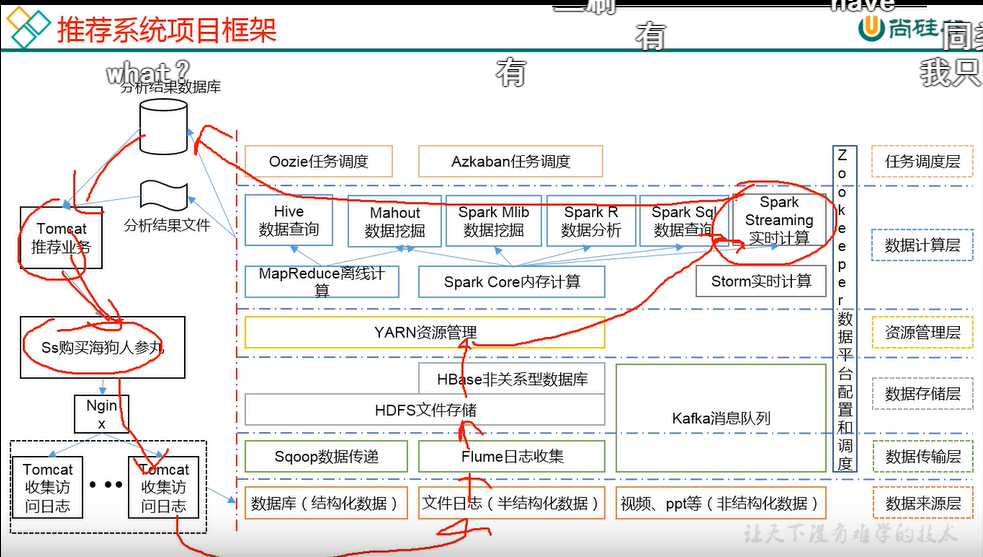 have
推荐系统项目框架
尚硅
有
同
what？
有
我只
分析结果数据库
Oozie任务调度
Azkaban任务调度
任务调度层
分析结果文件
Tomcat
推荐业务
Hive
数据查询
Mahout
数据挖掘
Spark Mlib
数据挖掘
Spark R
数据分析
Spark Sql
数据查询
Spark
Streaming
实时计算
MapReduce离线计
算
Spark Core内存计算
Storm实时计算
数据计算层
Zookeeper数据平台配置和调度
Ss购买海狗人参丸
YARN资源管理
资源管理层
Ngin
x
HBase非关系型数据库
HDFS文件存储
Kafka消息队列
数据存储层
Tomcat
收集访
问日志
Tomcat
收集访
问日志
Sqoop数据传递
Flume日志收集
数据传输层
数据库（结构化数据）
文件日志（半结构化数据）
视频、ppt等（非结构化数据）
数据来源层
让天下没有难学的技术